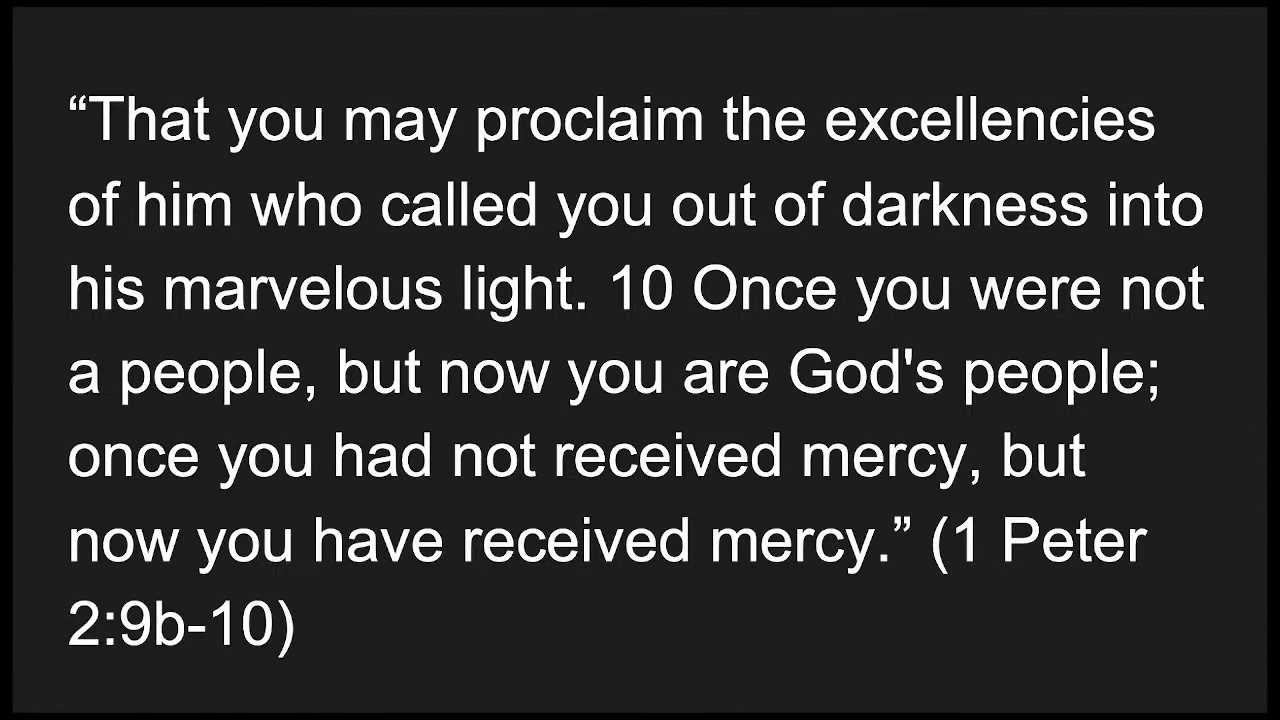 “That you may proclaim the excellencies
of him who called you out of darkness into
his marvelous light. 10 Once you were not
a people, but now you are God's people;
once you had not received mercy, but
now you have received mercy.” (1 Peter
2:9b-10)